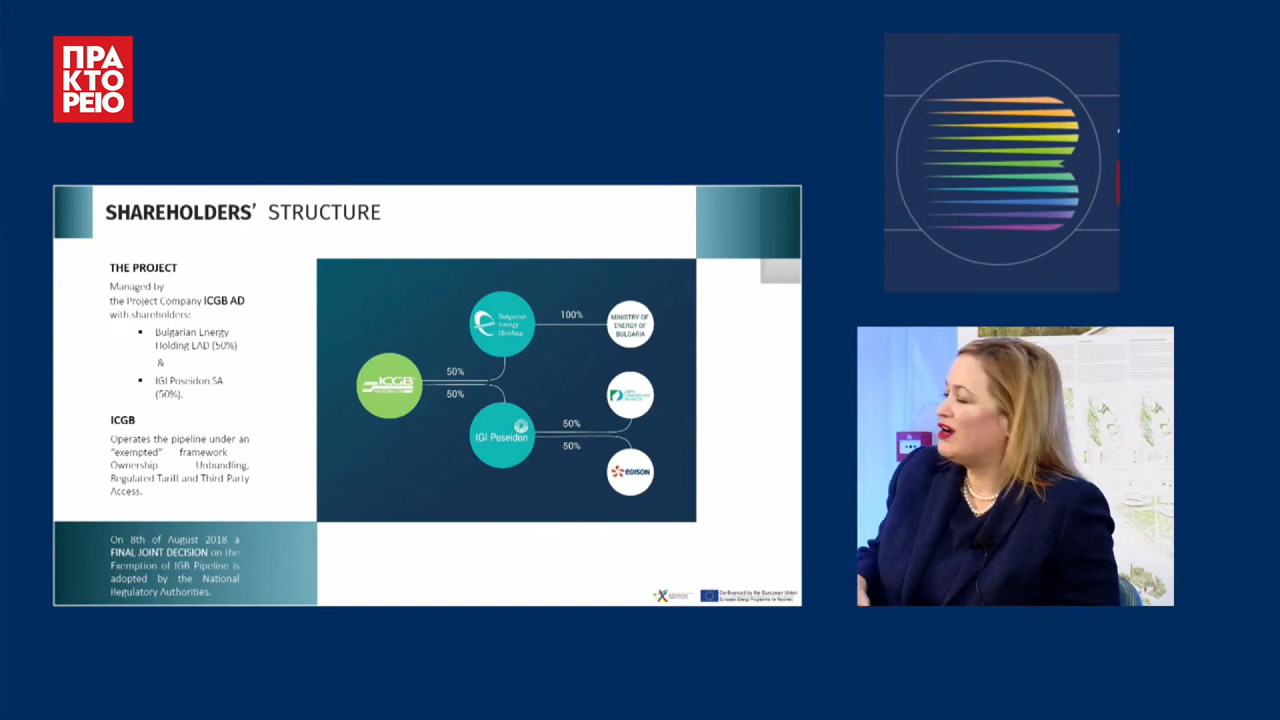 ΠΡΑ
ΚΤΟ
ΡΕΙΟ
SHAREHOLDERS' STRUCTURE
THE PROJECT
Managed by
the Project Company ICGB AD
with shareholders:
Bulgarian Energy
Holding EAD (50%)
&
IGI Poseidon SA
(50%).
ICGB
Operates the pipeline under an
"exempted" framework
Ownership Unbundling,
Regulated Tariff and Third Party
Access.
On 8th of August 2018 a
FINAL JOINT DECISION on the
Exemption of IGB Pipeline is
adopted by the National
Regulatory Authorities.
ICGB
50%
50%
Bulgarian
Energy
Holding
100%
MINISTRY OF
ENERGY OF
BULGARIA
IGI Poseidon
50%
50%
EDISON
Co-financed by the European Union
European Energy Programme for Recovery